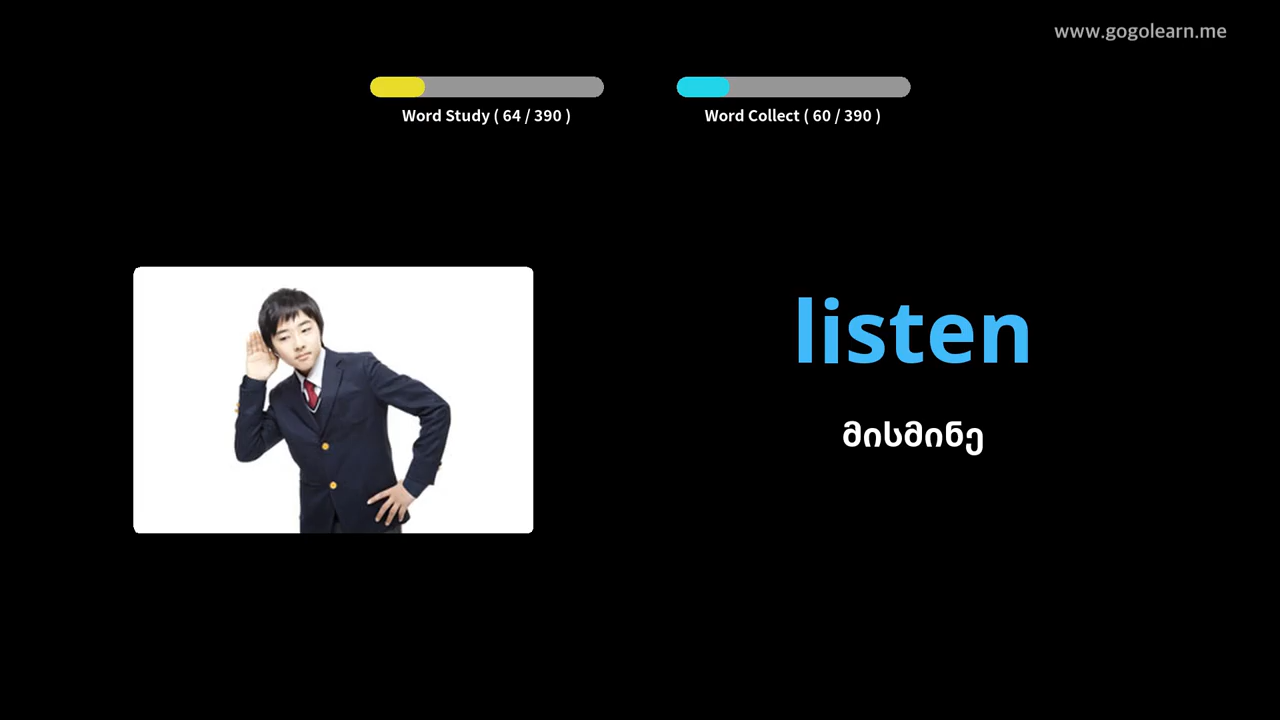 www.gogolearn.me
Word Study ( 64 / 390 )
Word Collect ( 60 / 390 )
listen
მისმინე